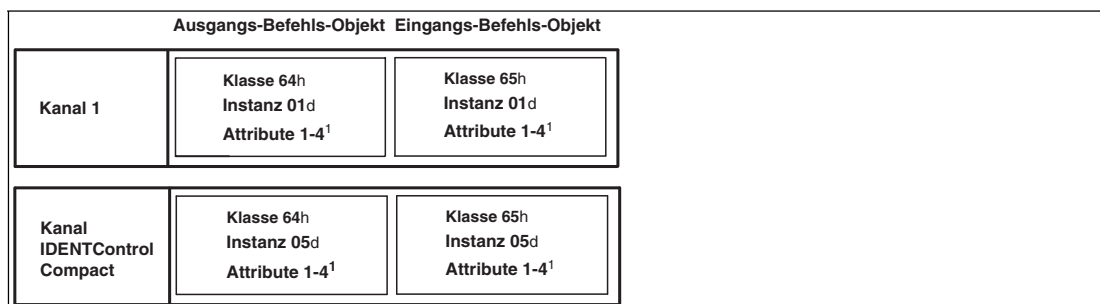 Ausgangs-Befehls-Objekt Eingangs-Befehls-Objekt
Kanal 1
Klasse 64h
Instanz 01d
Attribute 1-4¹
Klasse 65h
Instanz 01d
Attribute 1-4¹
Kanal
IDENTControl
Compact
Klasse 64h
Instanz 05d
Attribute 1-4¹
Klasse 65h
Instanz 05d
Attribute 1-4¹